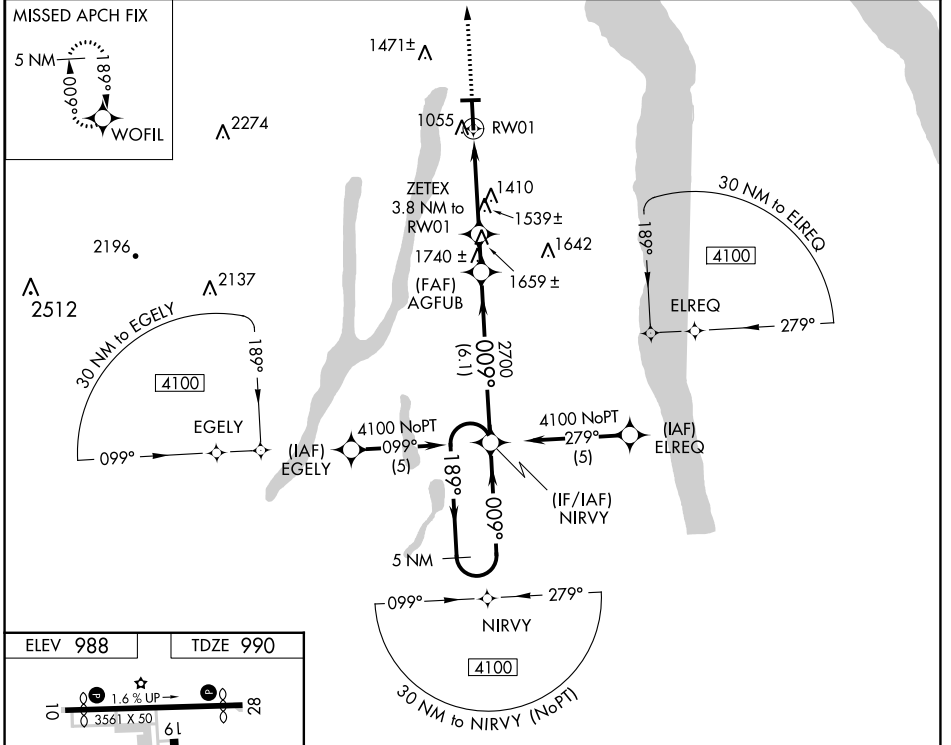 MISSED APCH FIX
5 NM
189°
009°
WOFIL
1471±
2274
1055
RW01
ZETEX
3.8 NM to
RW01
1410
1539±
1642
1740 ±
1659 ±
(FAF)
AGFUB
2196
2512
2137
30 NM to EGELY
4100
189°
EGELY
099°
30 NM to ELREQ
4100
189°
ELREQ
279°
2700
009°
(6.1)
(IAF)
EGELY
4100 NoPT
099°
(5)
4100 NoPT
279°
(5)
(IAF)
ELREQ
(IF/IAF)
NIRVY
189°
009°
5 NM
099°
279°
NIRVY
4100
30 NM to NIRVY (NoPT)
ELEV 988
TDZE 990
P
P
1.6 % UP
10
3561 X 50
28
19